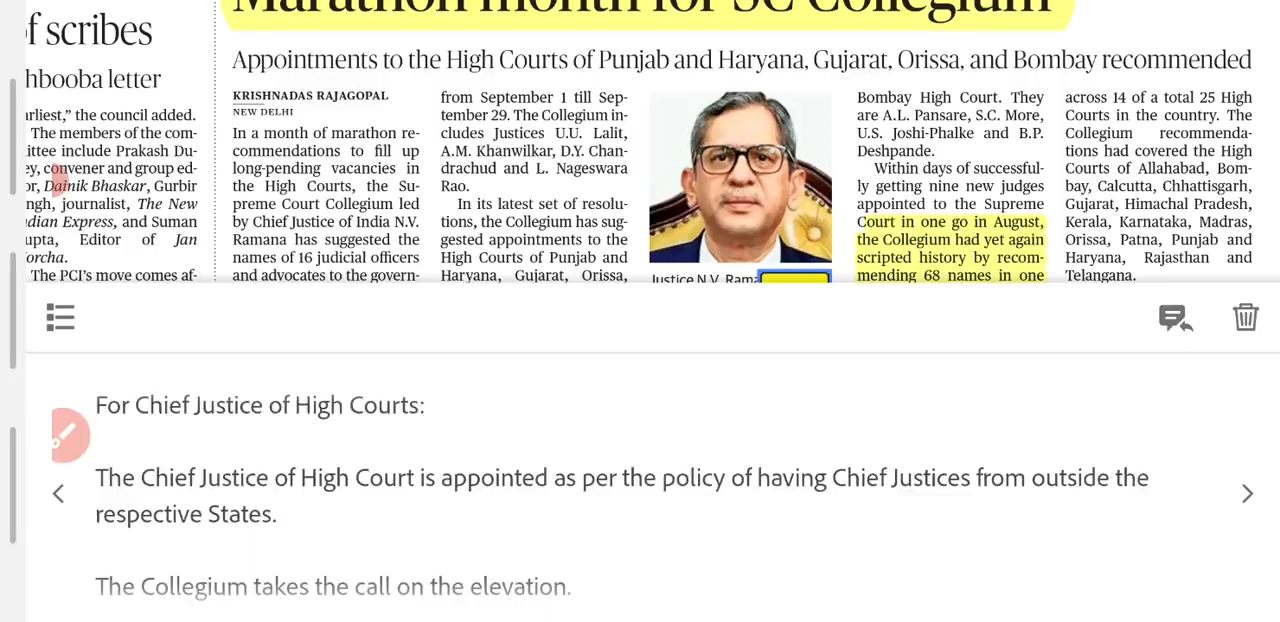 Marathon month for SC Collegium
of scribes
hbooba letter
Appointments to the High Courts of Punjab and Haryana, Gujarat, Orissa, and Bombay recommended
rliest,” the council added.
The members of the com-
ittee include Prakash Du-
ey, convener and group ed-
or, Dainik Bhaskar, Gurbir
ngh, journalist, The New
dian Express, and Suman
upta, Editor of Jan
orcha.
The PCI’s move comes af-
KRISHNADAS RAJAGOPAL
NEW DELHI
In a month of marathon re-
commendations to fill up
long-pending vacancies in
the High Courts, the Su-
preme Court Collegium led
by Chief Justice of India N.V.
Ramana has suggested the
names of 16 judicial officers
and advocates to the govern-
from September 1 till Sep-
tember 29. The Collegium in-
cludes Justices U.U. Lalit,
A.M. Khanwilkar, D.Y. Chan-
drachud and L. Nageswara
Rao.
In its latest set of resolu-
tions, the Collegium has sug-
gested appointments to the
High Courts of Punjab and
Haryana, Gujarat, Orissa,
Justice N.V. Rama
Bombay High Court. They
are A.L. Pansare, S.C. More,
U.S. Joshi-Phalke and B.P.
Deshpande.
Within days of successful-
ly getting nine new judges
appointed to the Supreme
Court in one go in August,
the Collegium had yet again
scripted history by recom-
mending 68 names in one
across 14 of a total 25 High
Courts in the country. The
Collegium recommenda-
tions had covered the High
Courts of Allahabad, Bom-
bay, Calcutta, Chhattisgarh,
Gujarat, Himachal Pradesh,
Kerala, Karnataka, Madras,
Orissa, Patna, Punjab and
Haryana, Rajasthan and
Telangana.
For Chief Justice of High Courts:
The Chief Justice of High Court is appointed as per the policy of having Chief Justices from outside the
respective States.
The Collegium takes the call on the elevation.